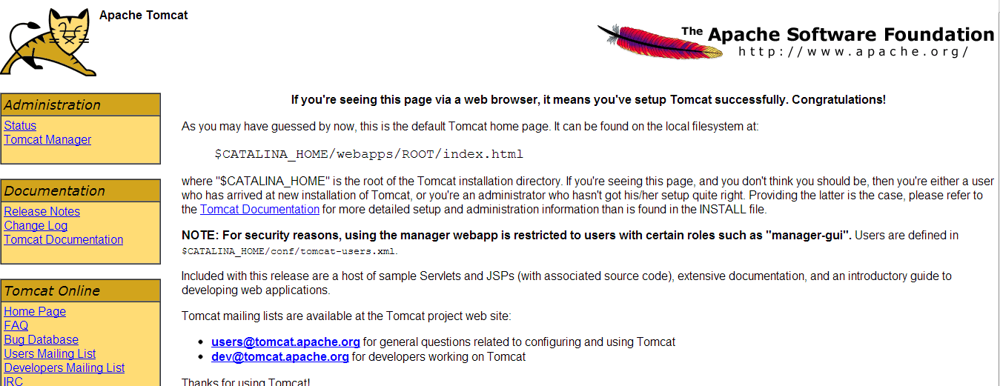 Apache Tomcat
The Apache Software Foundation
http://www.apache.org/
Administration
Status
Tomcat Manager
Documentation
Release Notes
Change Log
Tomcat Documentation
Tomcat Online
Home Page
FAQ
Bug Database
Users Mailing List
Developers Mailing List
IRC
If you're seeing this page via a web browser, it means you've setup Tomcat successfully. Congratulations!
As you may have guessed by now, this is the default Tomcat home page. It can be found on the local filesystem at:
$CATALINA_HOME/webapps/ROOT/index.html
where "$CATALINA_HOME" is the root of the Tomcat installation directory. If you're seeing this page, and you don't think you should be, then you're either a user
who has arrived at new installation of Tomcat, or you're an administrator who hasn't got his/her setup quite right. Providing the latter is the case, please refer to
the Tomcat Documentation for more detailed setup and administration information than is found in the INSTALL file.
NOTE: For security reasons, using the manager webapp is restricted to users with certain roles such as "manager-gui". Users are defined in
$CATALINA_HOME/conf/tomcat-users.xml.
Included with this release are a host of sample Servlets and JSPs (with associated source code), extensive documentation, and an introductory guide to
developing web applications.
Tomcat mailing lists are available at the Tomcat project web site:
• users@tomcat.apache.org for general questions related to configuring and using Tomcat
• dev@tomcat.apache.org for developers working on Tomcat
Thanks for using Tomcat!